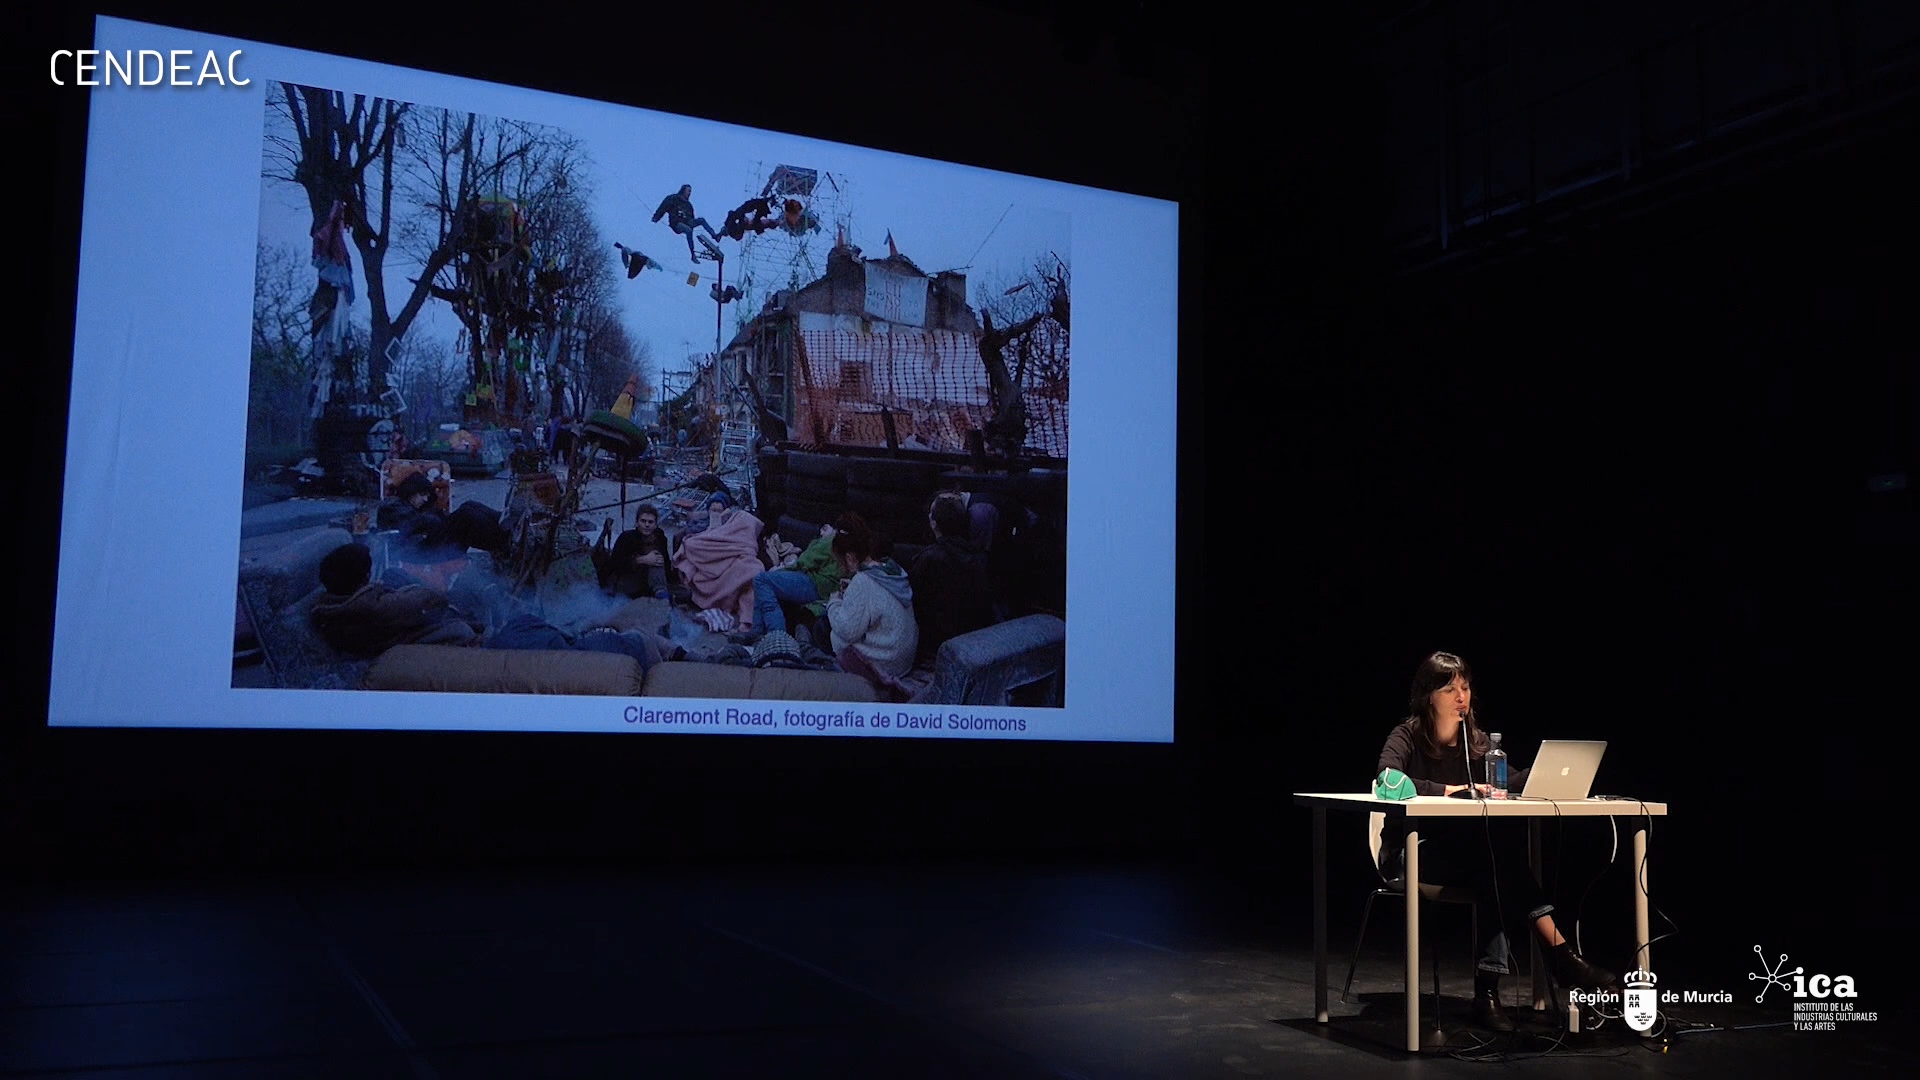 CENDEAC
Claremont Road, fotografía de David Solomons
Región de Murcia
ica
INSTITUTO DE LAS
INDUSTRIAS CULTURALES
Y LAS ARTES